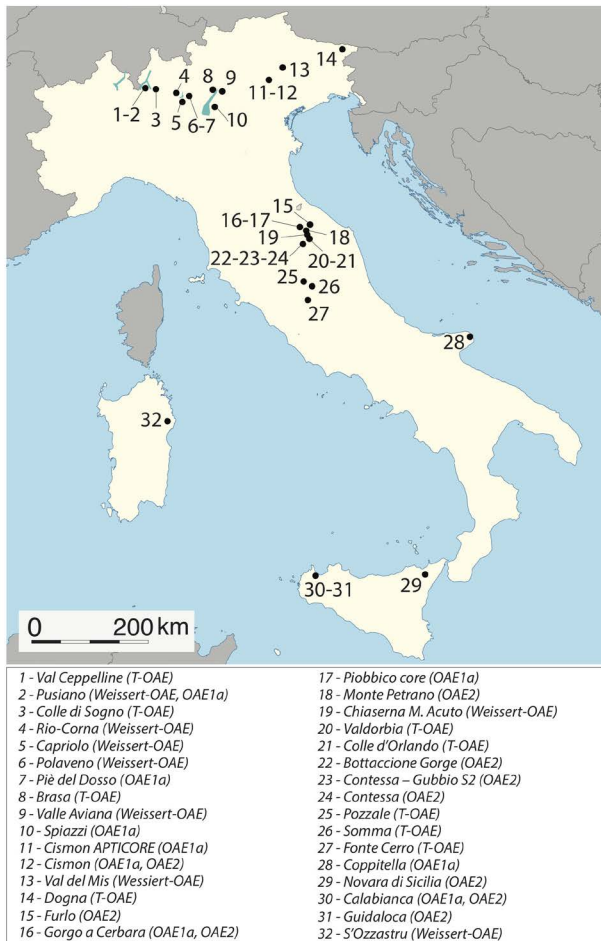 14
13
4
8
9
11-12
1-2
3
5
6-7
10
15
16-17
19
18
22-23-24
20-21
25
26
27
28
32
30-31
29
0 200 km
1 - Val Ceppelline (T-OAE)
2 - Pusiano (Weissert-OAE, OAE1a)
3 - Colle di Sogno (T-OAE)
4 - Rio-Corna (Weissert-OAE)
5 - Capriolo (Weissert-OAE)
6 - Polaveno (Weissert-OAE)
7 - Piè del Dosso (OAE1a)
8 - Brasa (T-OAE)
9 - Valle Aviana (Weissert-OAE)
10 - Spiazzi (OAE1a)
11 - Cismon APTICORE (OAE1a)
12 - Cismon (OAE1a, OAE2)
13 - Val del Mis (Wessiert-OAE)
14 - Dogna (T-OAE)
15 - Furlo (OAE2)
16 - Gorgo a Cerbara (OAE1a, OAE2)
17 - Piobbico core (OAE1a)
18 - Monte Petrano (OAE2)
19 - Chiaserna M. Acuto (Weissert-OAE)
20 - Valdorbia (T-OAE)
21 - Colle d'Orlando (T-OAE)
22 - Bottaccione Gorge (OAE2)
23 - Contessa – Gubbio S2 (OAE2)
24 - Contessa (OAE2)
25 - Pozzale (T-OAE)
26 - Somma (T-OAE)
27 - Fonte Cerro (T-OAE)
28 - Coppitella (OAE1a)
29 - Novara di Sicilia (OAE2)
30 - Calabianca (OAE1a, OAE2)
31 - Guidaloca (OAE2)
32 - S'Ozzastru (Weissert-OAE)